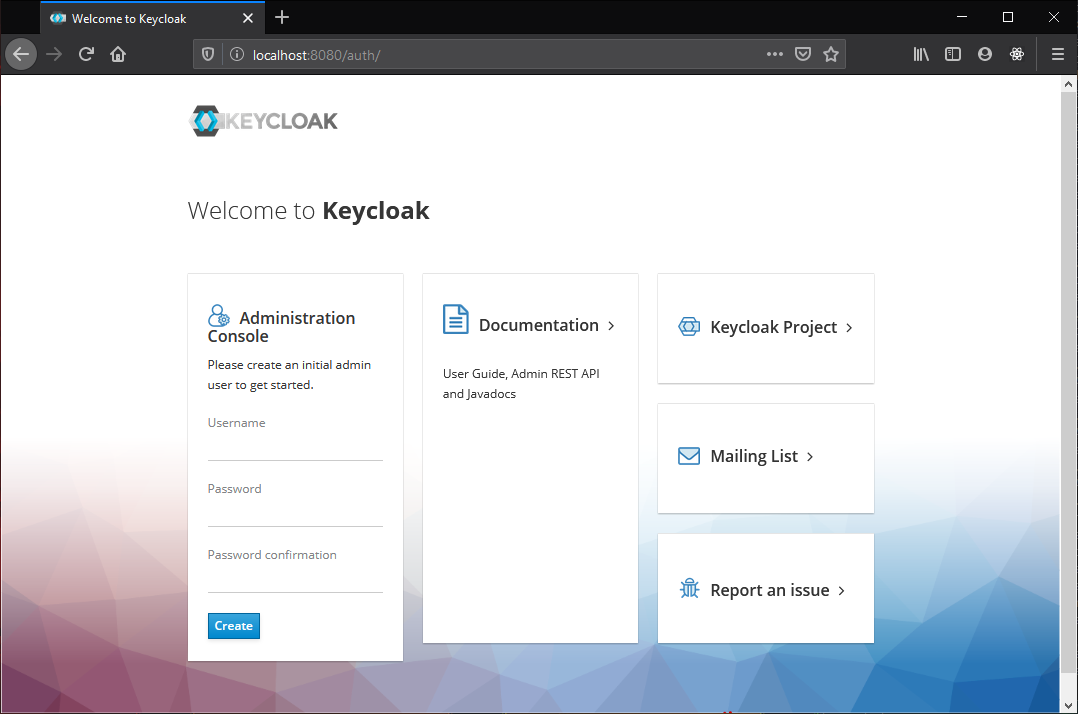 Welcome to Keycloak
localhost:8080/auth/
KEYCLOAK
Welcome to Keycloak
Administration
Console
Please create an initial admin
user to get started.
Username
Password
Password confirmation
Create
Documentation
User Guide, Admin REST API
and Javadocs
Keycloak Project
Mailing List
Report an issue